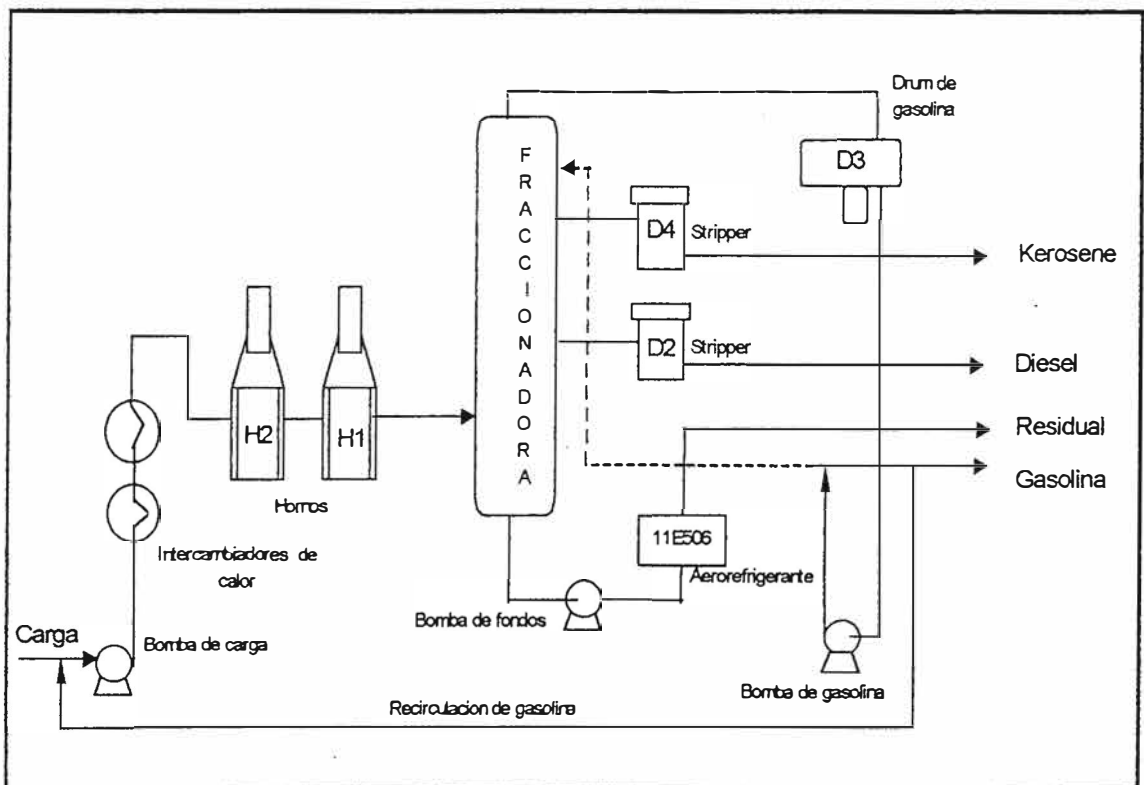 Drum de
gasolina
D3
FRACCIONADORA
D4
Stripper
Kerosene
D2
Stripper
Diesel
H2
H1
Hornos
Residual
Gasolina
11E506
Aerorefrigerante
Intercambiadores de
calor
Bomba de fondos
Carga
Bomba de carga
Bomba de gasolina
Recirculacion de gasolina